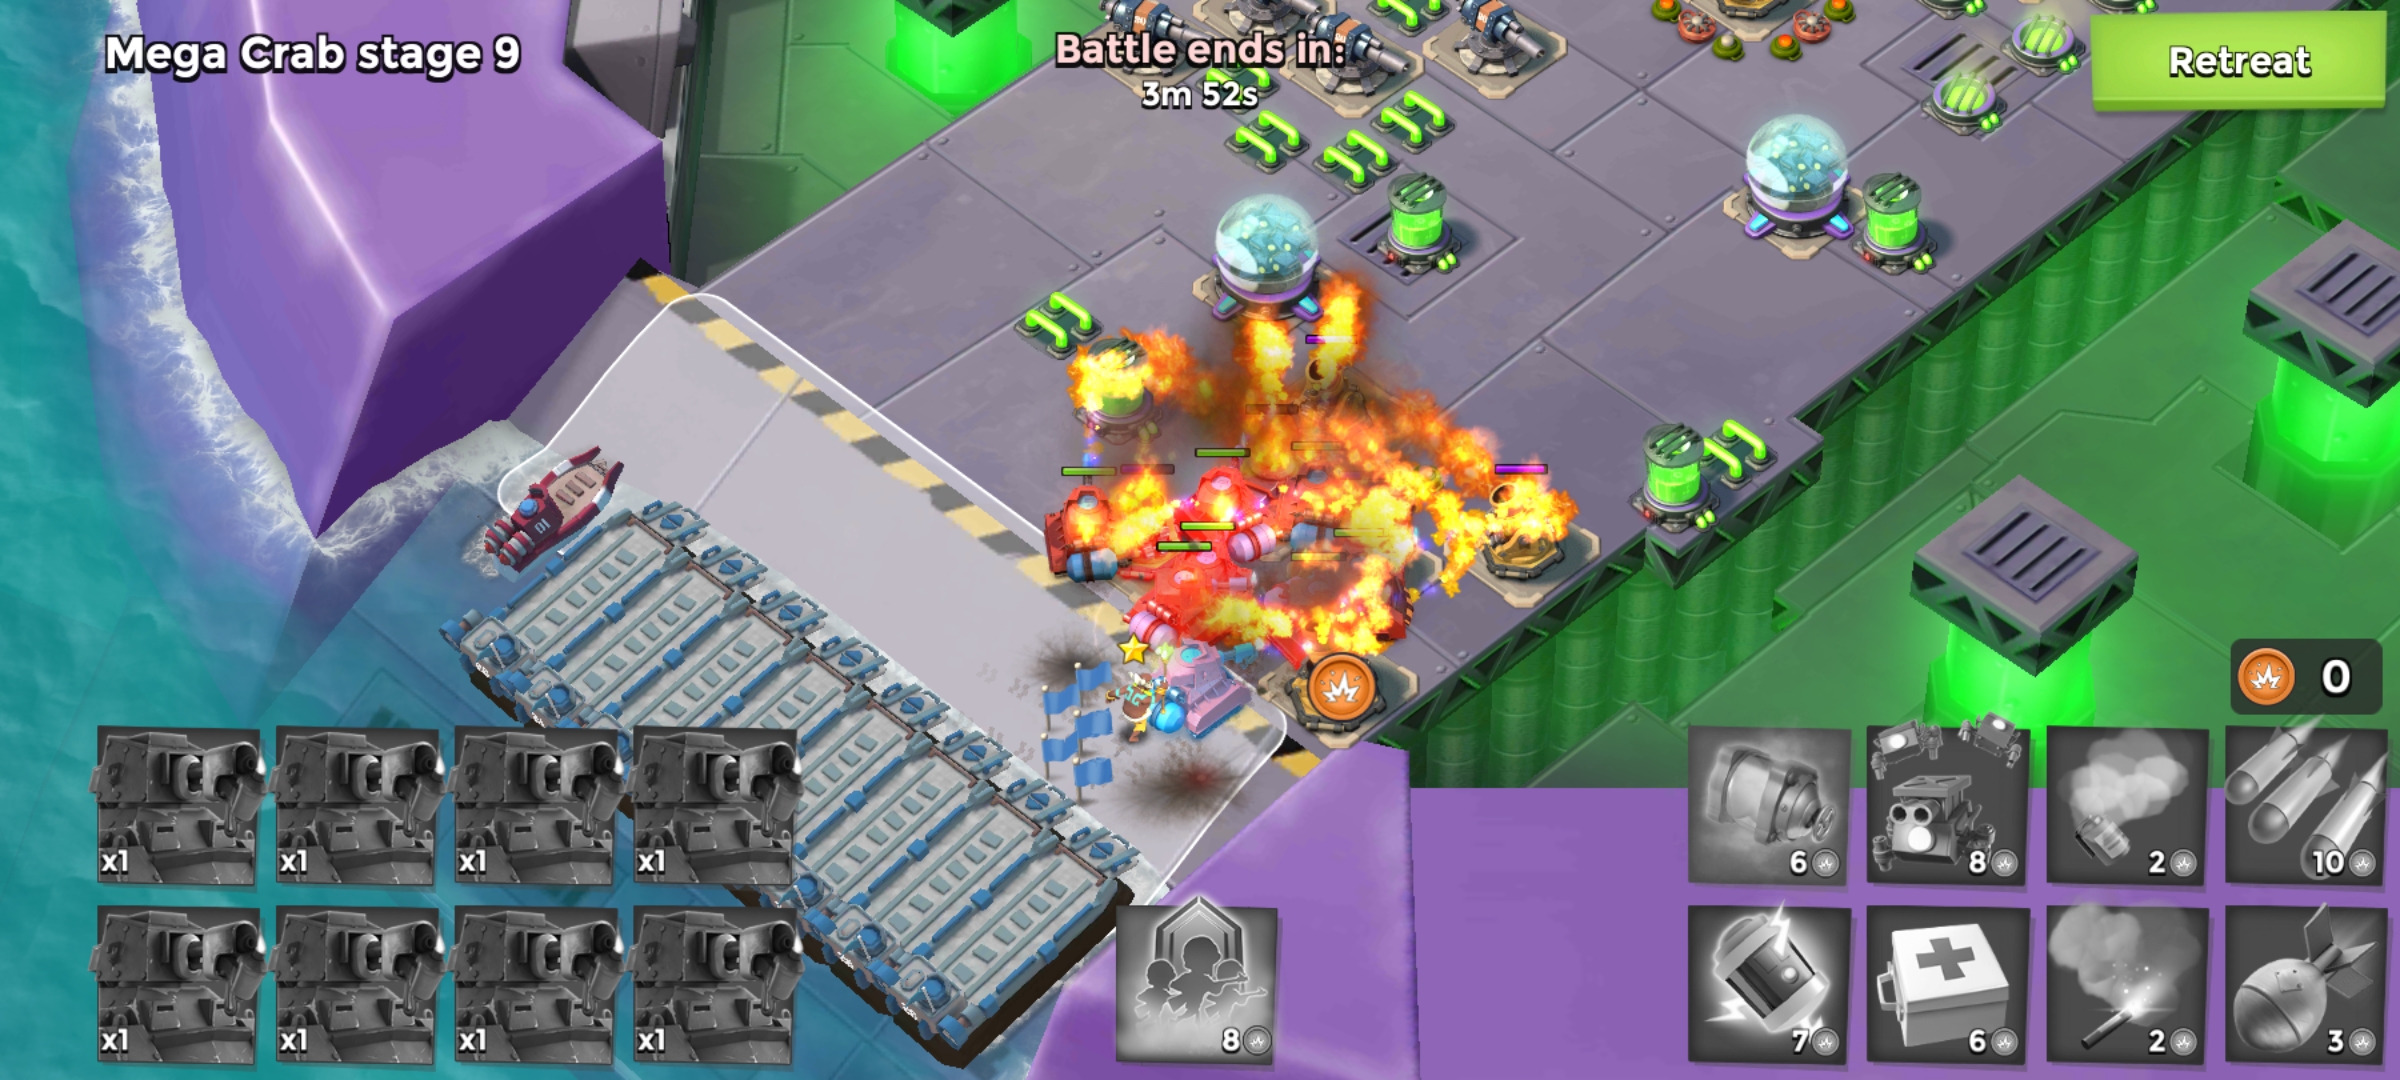 Mega Crab stage 9
Battle ends in:
3m 52s
Retreat
0
x1
x1
x1
x1
6
8
2
10
x1
x1
x1
x1
8
7
6
2
3